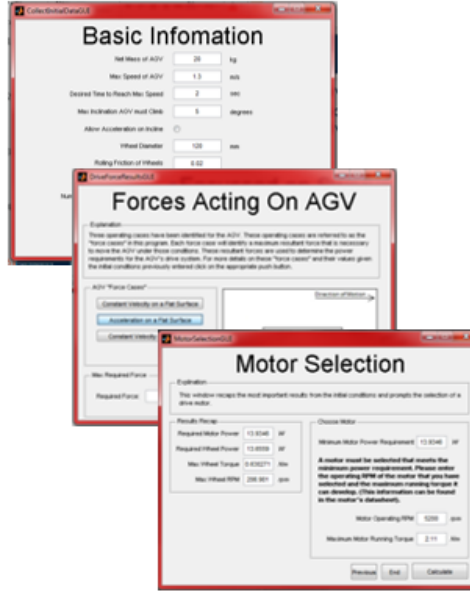 CollectInitialDataGUI
Basic Infomation
Net Mass of AGV 20 kg
Max Speed of AGV 1.3 m/s
Desired Time to Reach Max Speed 2 sec
Max Inclination AGV must Climb 5 degrees
Allow Acceleration on Incline
Wheel Diameter 120 mm
Rolling Friction of Wheels 0.02
DriveForceResultsGUI
Forces Acting On AGV
Explanation
Three operating cases have been identified for the AGV. These operating cases are referred to as the
"force cases" in this program. Each force case will identify a maximum resultant force that is necessary
to move the AGV under those conditions. These resultant forces are used to determine the power
requirements for the AGV's drive system. For more details on these "force cases" and their values given
the initial conditions previously entered click on the appropriate push button.
AGV "Force Cases"
Constant Velocity on a Flat Surface
Acceleration on a Flat Surface
Constant Velocity
Direction of Motion
Max Required Force
Required Force
MotorSelectionGUI
Motor Selection
Explination
This window recaps the most important results from the initial conditions and prompts the selection of a
drive motor.
Results Recap
Required Motor Power 13.9346 W
Required Wheel Power W
Max Wheel Torque Nm
Max Wheel RPM rpm
Choose Motor
Minimum Motor Power Requirement 13.9346 W
A motor must be selected that meets the
minimum power requirement. Please enter
the operating RPM of the motor that you have
selected and the maximum running torque it
can develop. (This information can be found
in the motor's datasheet).
Motor Operating RPM 5200 rpm
Maximum Motor Running Torque 2.11 Nm
Previous End Calculate